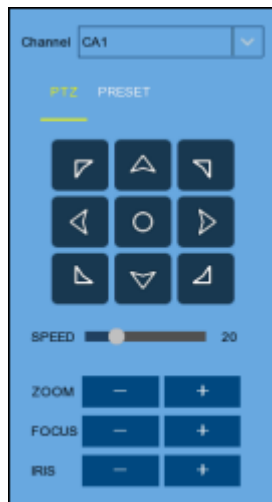 Channel CA1
PTZ PRESET
SPEED 20
ZOOM − +
FOCUS − +
IRIS − +